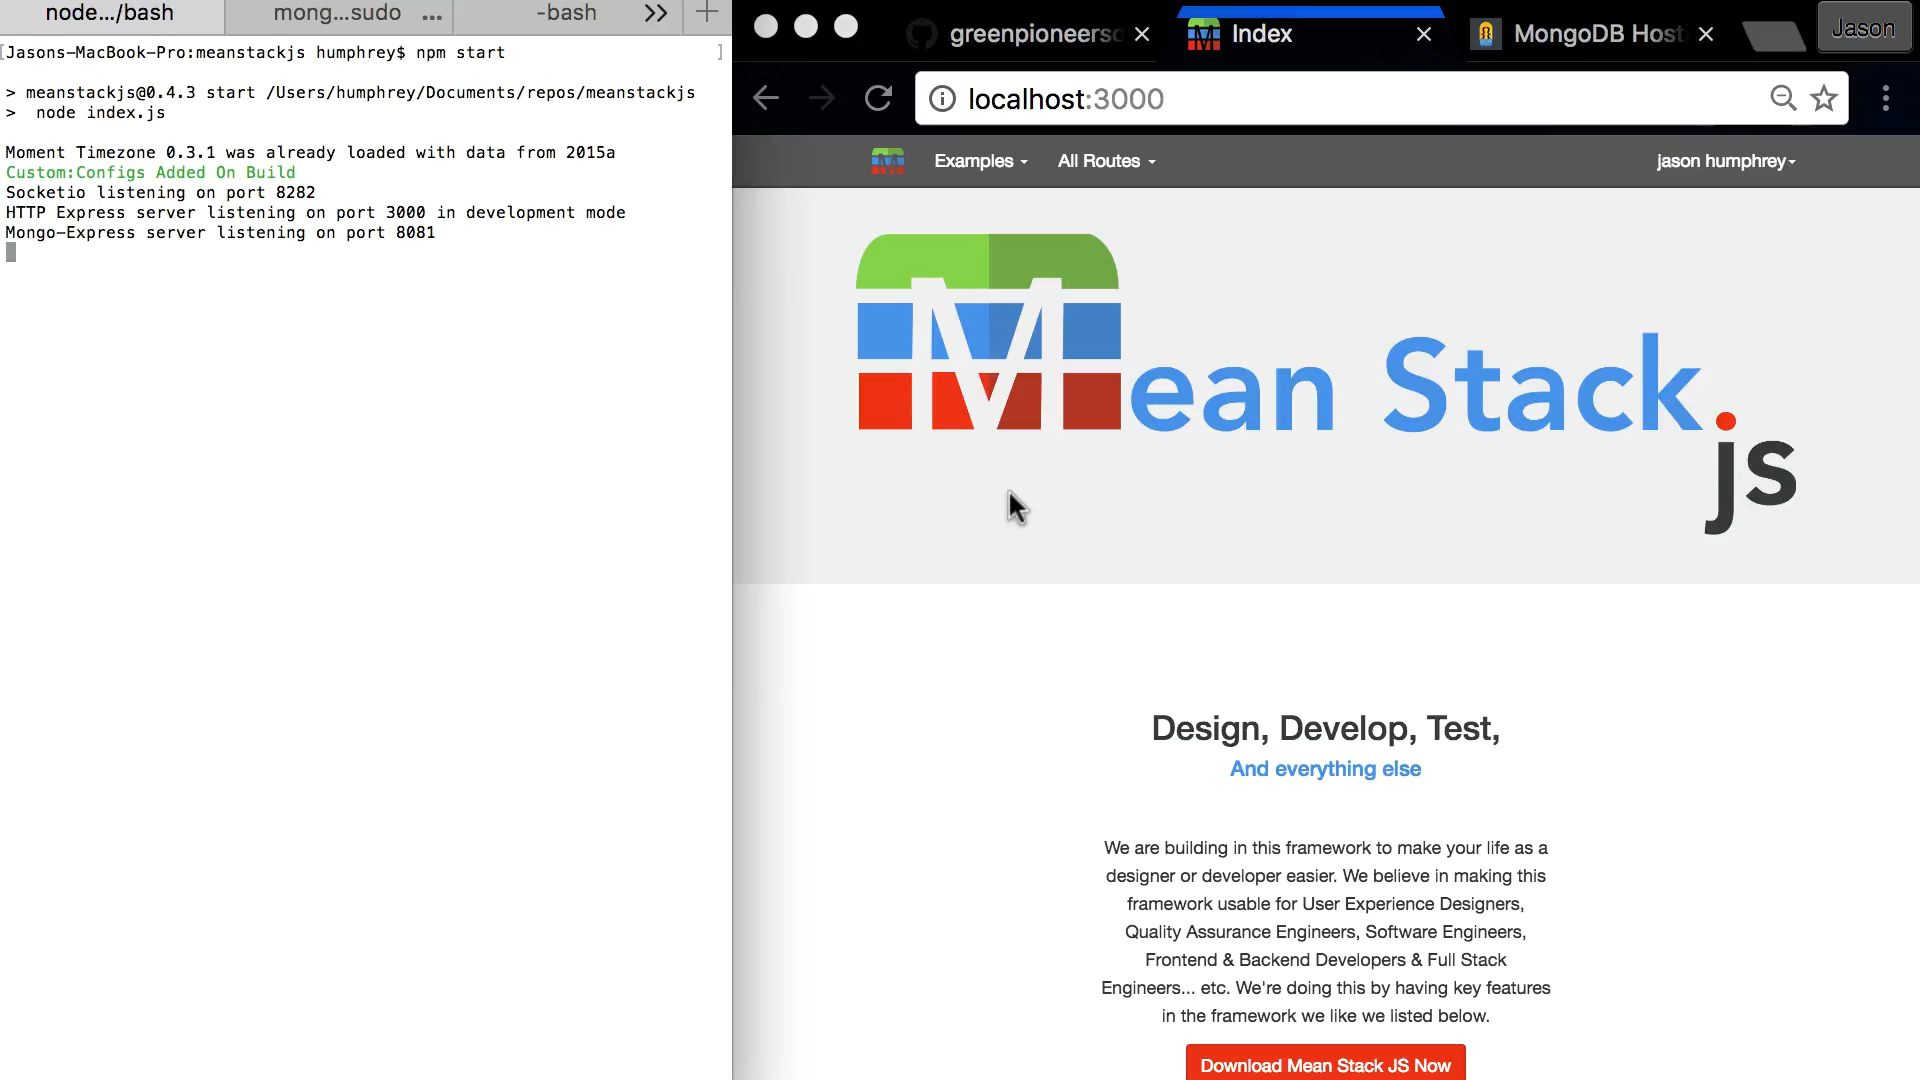 node.../bash
mong...sudo ...
-bash
Jasons-MacBook-Pro:meanstackjs humphrey$ npm start
> meanstackjs@0.4.3 start /Users/humphrey/Documents/repos/meanstackjs
> node index.js
Moment Timezone 0.3.1 was already loaded with data from 2015a
Custom:Configs Added On Build
Socketio listening on port 8282
HTTP Express server listening on port 3000 in development mode
Mongo-Express server listening on port 8081
greenpioneersc
Index
MongoDB Host
Jason
localhost:3000
Examples
All Routes
jason humphrey
Mean Stack.js
Design, Develop, Test,
And everything else
We are building in this framework to make your life as a
designer or developer easier. We believe in making this
framework usable for User Experience Designers,
Quality Assurance Engineers, Software Engineers,
Frontend & Backend Developers & Full Stack
Engineers... etc. We're doing this by having key features
in the framework we like we listed below.
Download Mean Stack JS Now